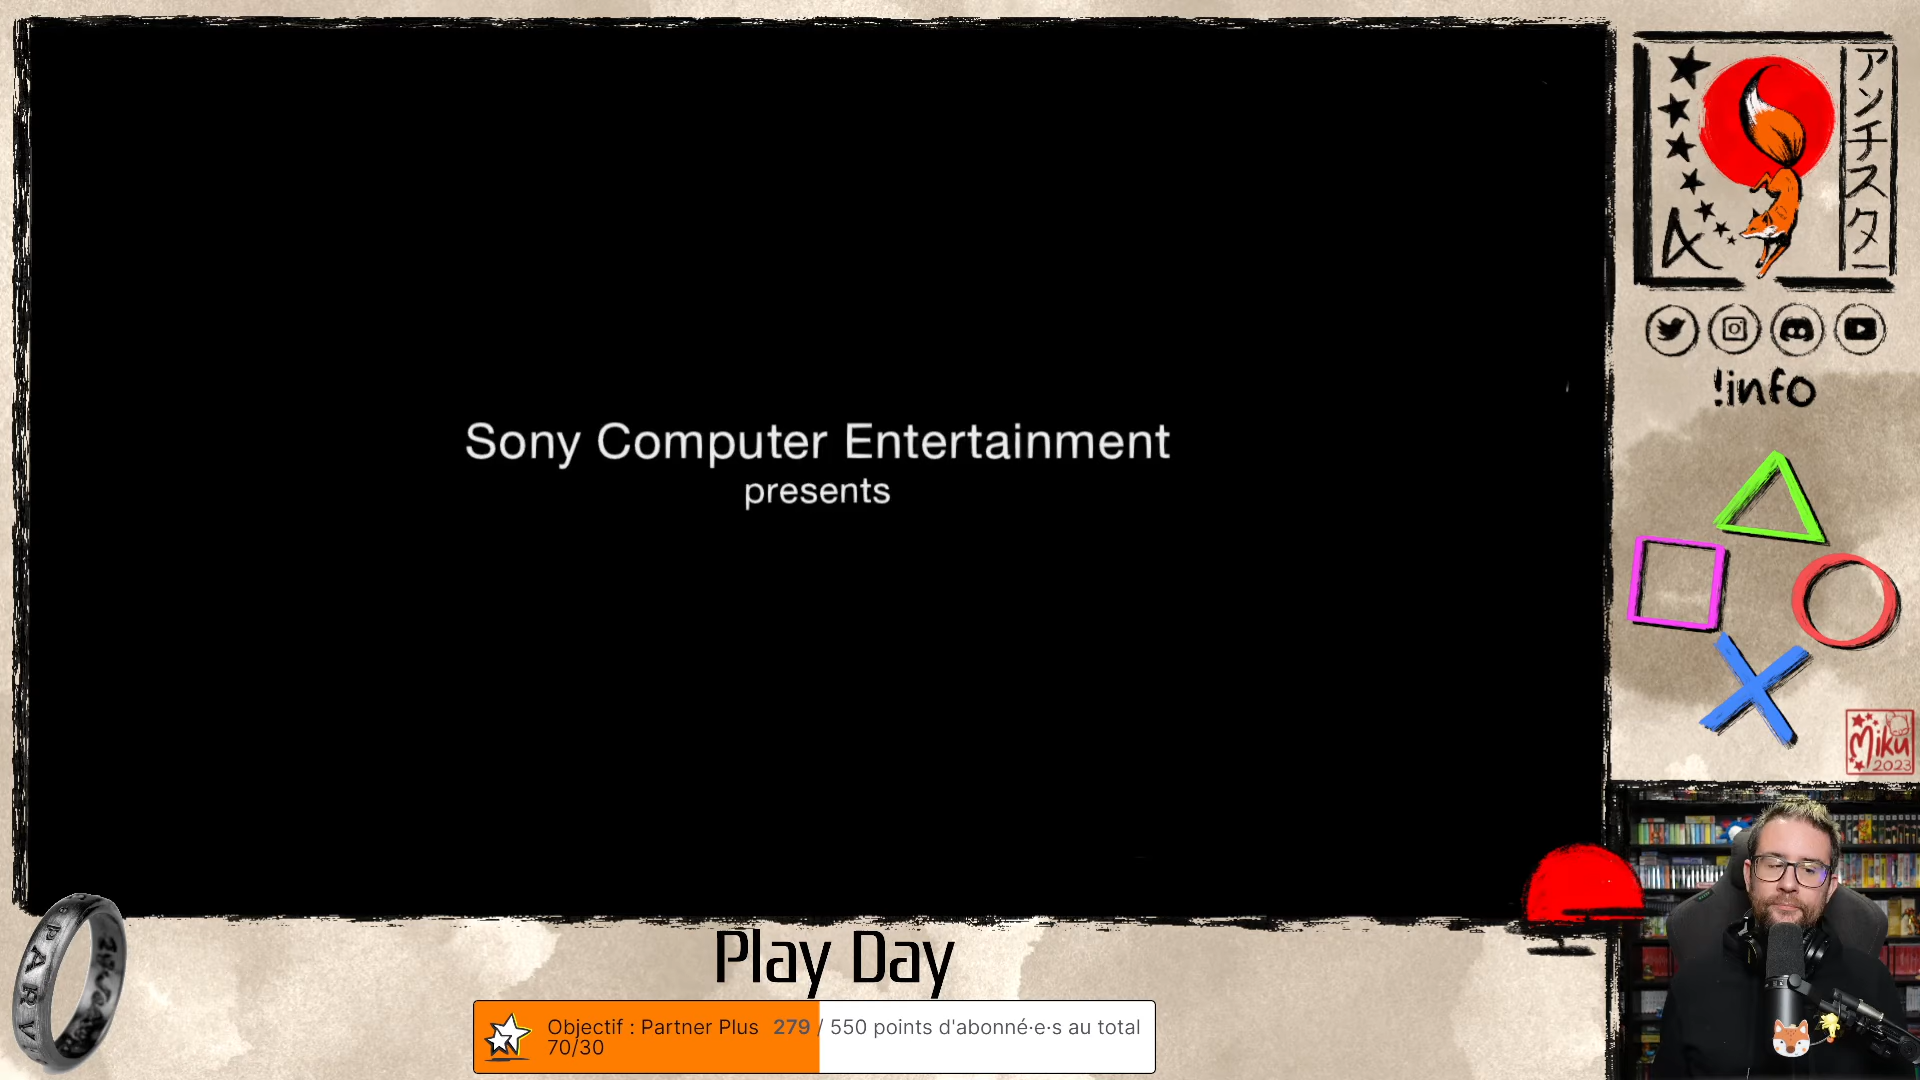 Sony Computer Entertainment
presents
アンチスター
!info
Miku
2023
Play Day
Objectif : Partner Plus 279 / 550 points d'abonné·e·s au total
70/30